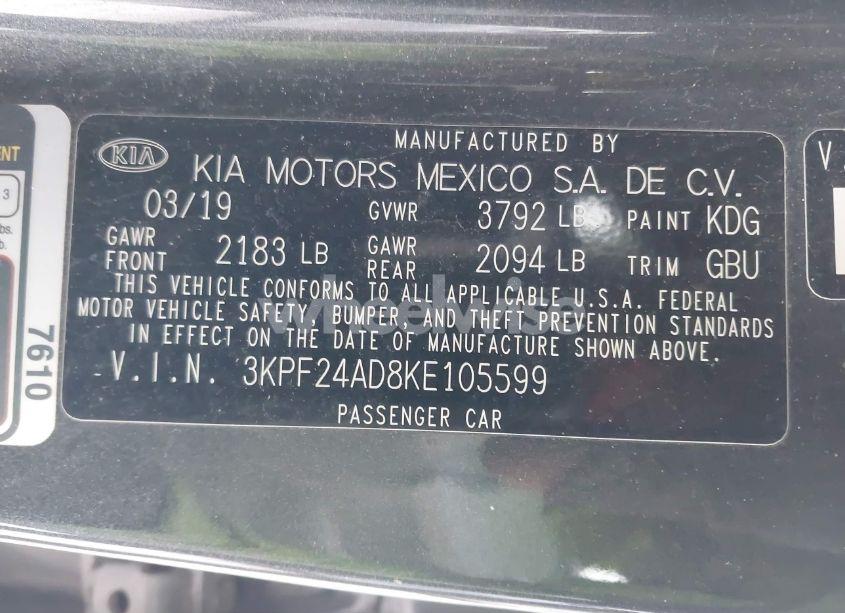 MANUFACTURED BY
KIA KIA MOTORS MEXICO S.A. DE C.V.
03/19 GVWR 3792 LB PAINT KDG
GAWR FRONT 2183 LB GAWR REAR 2094 LB TRIM GBU
THIS VEHICLE CONFORMS TO ALL APPLICABLE U.S.A. FEDERAL
MOTOR VEHICLE SAFETY, BUMPER, AND THEFT PREVENTION STANDARDS
IN EFFECT ON THE DATE OF MANUFACTURE SHOWN ABOVE.
V.I.N. 3KPF24AD8KE105599
PASSENGER CAR
7610
3
V.